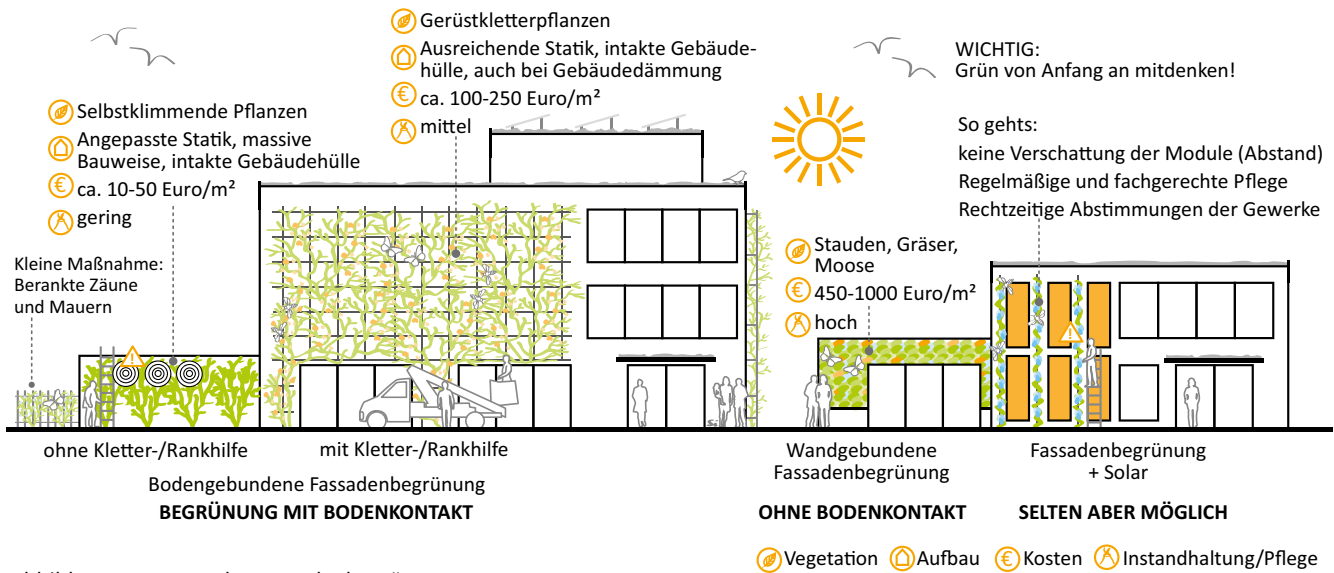 Gerüstkletterpflanzen
Ausreichende Statik, intakte Gebäude-
hülle, auch bei Gebäudedämmung
€ ca. 100-250 Euro/m²
mittel
Selbstklimmende Pflanzen
Angepasste Statik, massive
Bauweise, intakte Gebäudehülle
€ ca. 10-50 Euro/m²
gering
Kleine Maßnahme:
Berankte Zäune
und Mauern
WICHTIG:
Grün von Anfang an mitdenken!
So gehts:
keine Verschattung der Module (Abstand)
Regelmäßige und fachgerechte Pflege
Rechtzeitige Abstimmungen der Gewerke
Stauden, Gräser,
Moose
€ 450-1000 Euro/m²
hoch
ohne Kletter-/Rankhilfe
mit Kletter-/Rankhilfe
Bodengebundene Fassadenbegrünung
BEGRÜNUNG MIT BODENKONTAKT
Wandgebundene
Fassadenbegrünung
OHNE BODENKONTAKT
Fassadenbegrünung
+ Solar
SELTEN ABER MÖGLICH
Vegetation Aufbau € Kosten Instandhaltung/Pflege